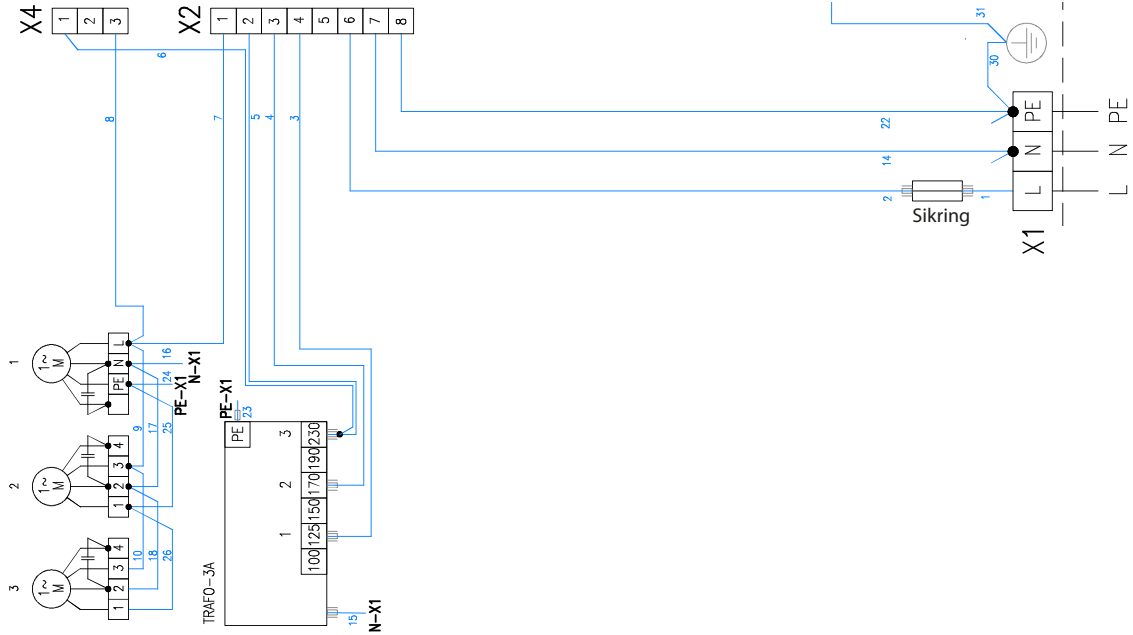 X4
1
2
3
X2
1
2
3
4
5
6
7
8
31
30
6
8
7
5
4
3
22
14
2
1
Sikring
PE
N
L
PE
N
L
X1
1
1~
M
L
N
PE
16
24
N-X1
PE-X1
9
17
25
2
1~
M
4
3
2
1
10
18
26
3
1~
M
4
3
2
1
TRAFO-3A
PE-X1
23
PE
3
2
1
230
190
170
150
125
100
15
N-X1